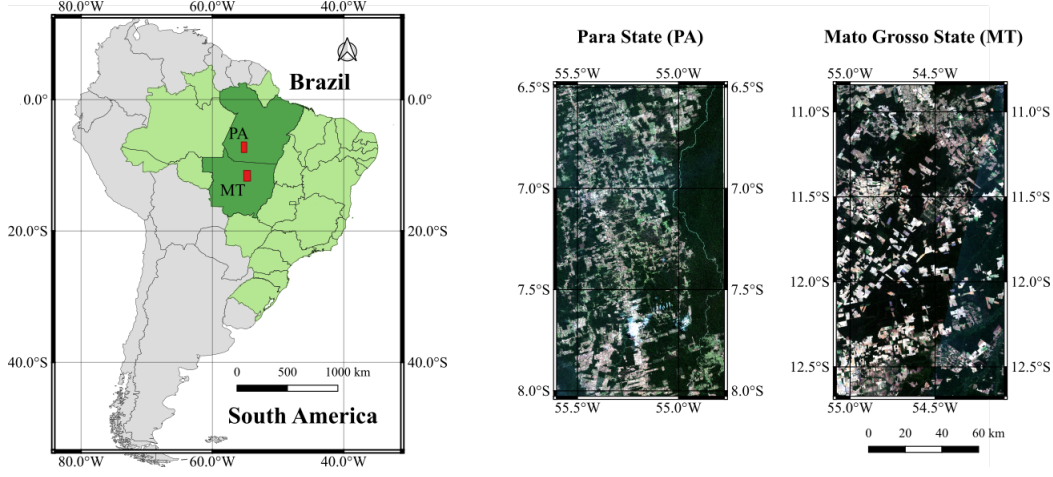 80.0°W 60.0°W 40.0°W
Brazil
0.0° 0.0°
PA
MT
20.0°S 20.0°S
40.0°S 40.0°S
0 500 1000 km
South America
80.0°W 60.0°W 40.0°W
Para State (PA)
55.5°W 55.0°W
6.5°S 6.5°S
7.0°S 7.0°S
7.5°S 7.5°S
8.0°S 8.0°S
55.5°W 55.0°W
Mato Grosso State (MT)
55.0°W 54.5°W
11.0°S 11.0°S
11.5°S 11.5°S
12.0°S 12.0°S
12.5°S 12.5°S
55.0°W 54.5°W
0 20 40 60 km